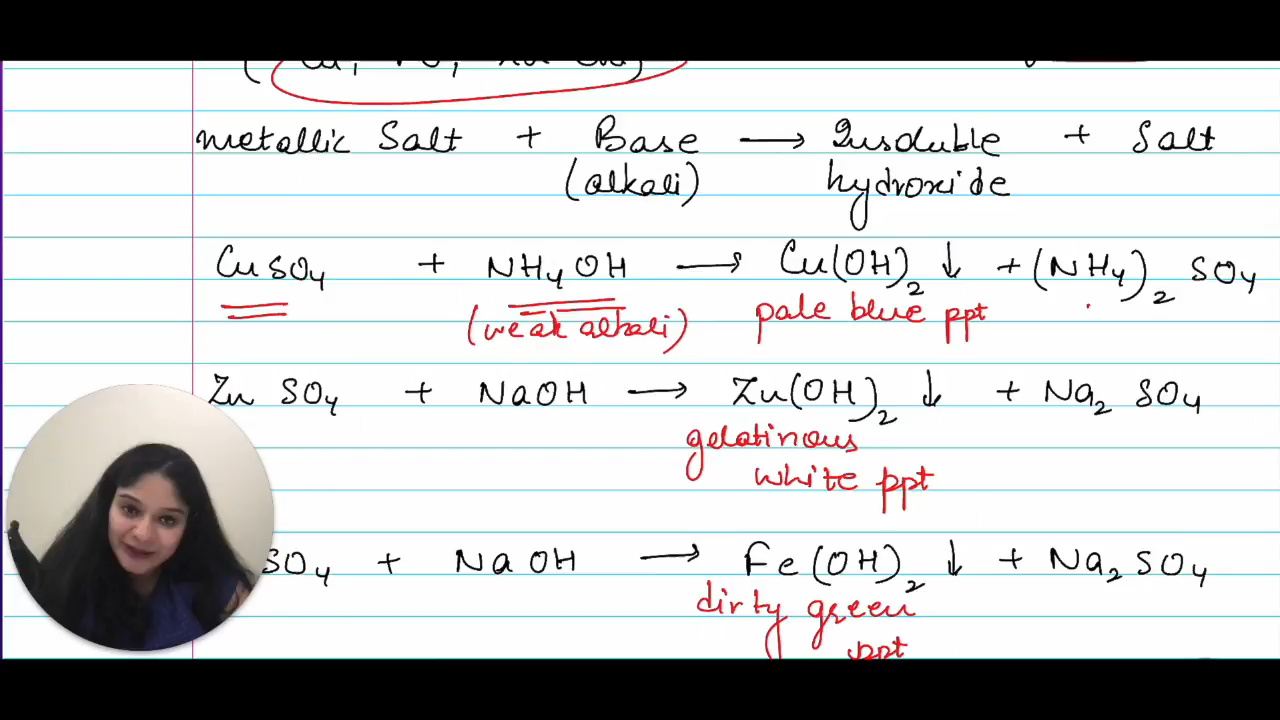 metallic Salt + Base → Insoluble + Salt
(alkali) hydroxide
CuSO₄ + NH₄OH → Cu(OH)₂ ↓ + (NH₄)₂ SO₄
(weak alkali) pale blue ppt
Zn SO₄ + NaOH → Zn(OH)₂ ↓ + Na₂ SO₄
gelatinous
white ppt
SO₄ + NaOH → Fe(OH)₂ ↓ + Na₂SO₄
dirty green
ppt